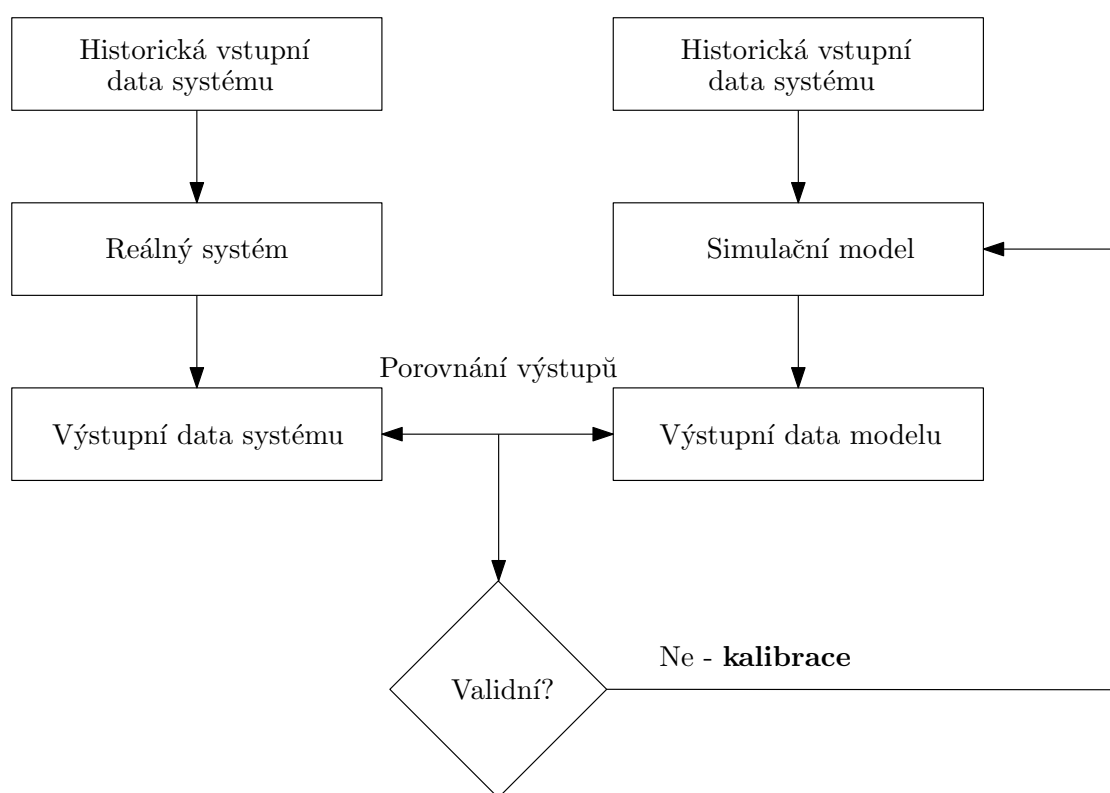 Historická vstupní
data systému
Historická vstupní
data systému
Reálný systém
Simulační model
Porovnání výstupŭ
Výstupní data systému
Výstupní data modelu
Ne - kalibrace
Validní?